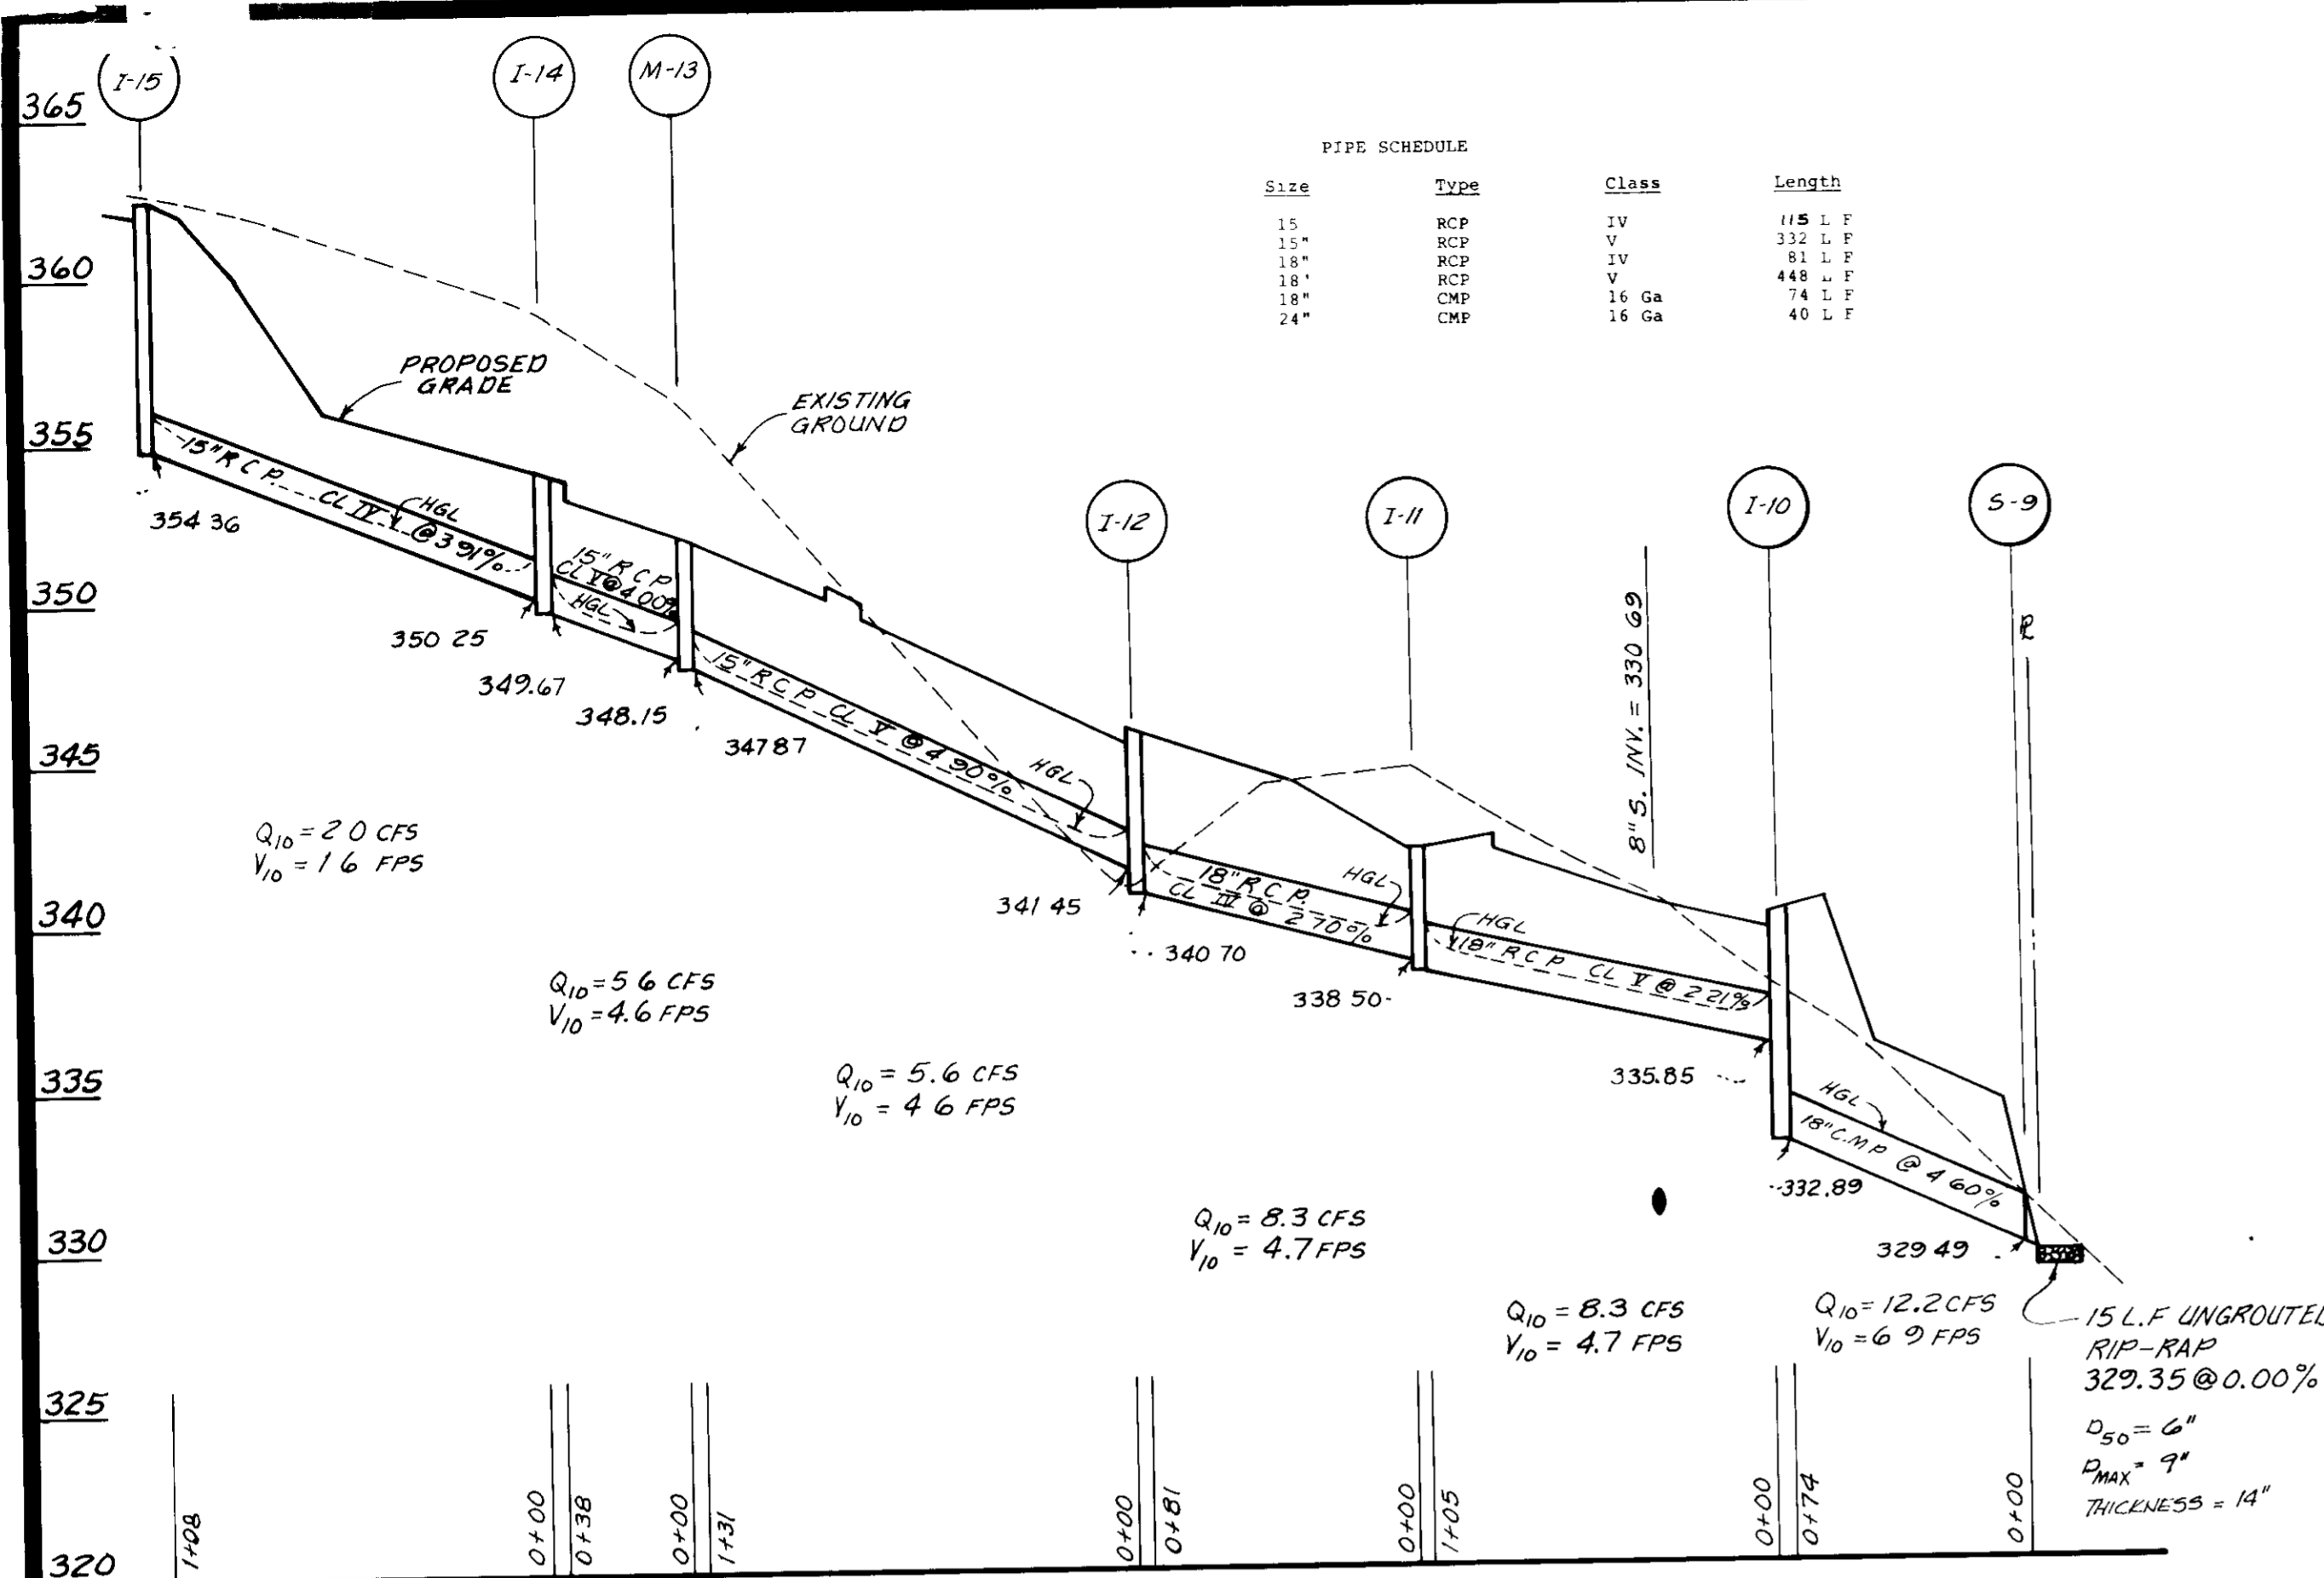 I-15
I-14
M-13
365
360
355
350
345
340
335
330
325
320
PIPE SCHEDULE
Size Type Class Length
15 RCP IV 115 L F
15" RCP V 332 L F
18" RCP IV 81 L F
18' RCP V 448 L F
18" CMP 16 Ga 74 L F
24" CMP 16 Ga 40 L F
PROPOSED
GRADE
EXISTING
GROUND
I-12
I-11
I-10
S-9
15" R C P. CL IV @ 3 91%
HGL
354 36
350 25
15" R C P
CL V @ 4 00%
HGL
349.67
348.15
15" R C P CL V @ 4 90%
HGL
347 87
341 45
18" R C P.
CL IV @ 2 70%
HGL
340 70
338 50
HGL
18" R C P CL V @ 2 21%
335.85
8" S. INV. = 330 69
PL
HGL
18" C.M P @ 4 60%
332.89
329 49
Q10 = 2 0 CFS
V10 = 1 6 FPS
Q10 = 5 6 CFS
V10 = 4.6 FPS
Q10 = 5.6 CFS
V10 = 4 6 FPS
Q10 = 8.3 CFS
V10 = 4.7 FPS
Q10 = 8.3 CFS
V10 = 4.7 FPS
Q10 = 12.2 CFS
V10 = 6 9 FPS
15 L.F UNGROUTED
RIP-RAP
329.35 @ 0.00%
D50 = 6"
DMAX = 9"
THICKNESS = 14"
1+08
0+00
0+38
0+00
1+31
0+00
0+81
0+00
1+05
0+00
0+74
0+00